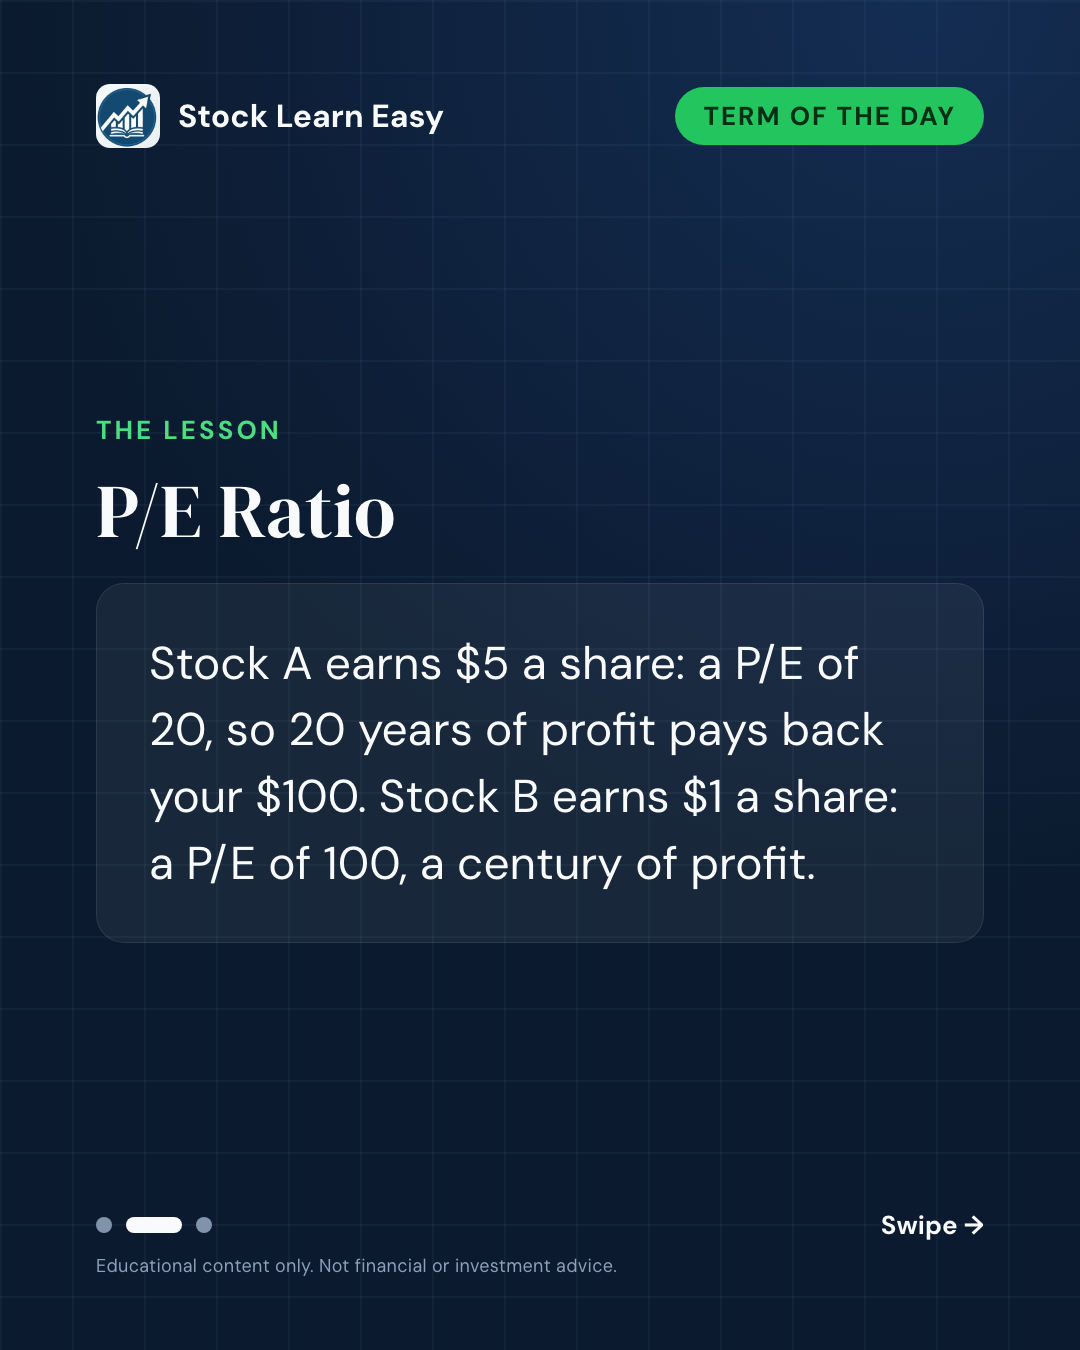 Stock Learn Easy
TERM OF THE DAY
THE LESSON
P/E Ratio
Stock A earns $5 a share: a P/E of
20, so 20 years of profit pays back
your $100. Stock B earns $1 a share:
a P/E of 100, a century of profit.
Swipe →
Educational content only. Not financial or investment advice.